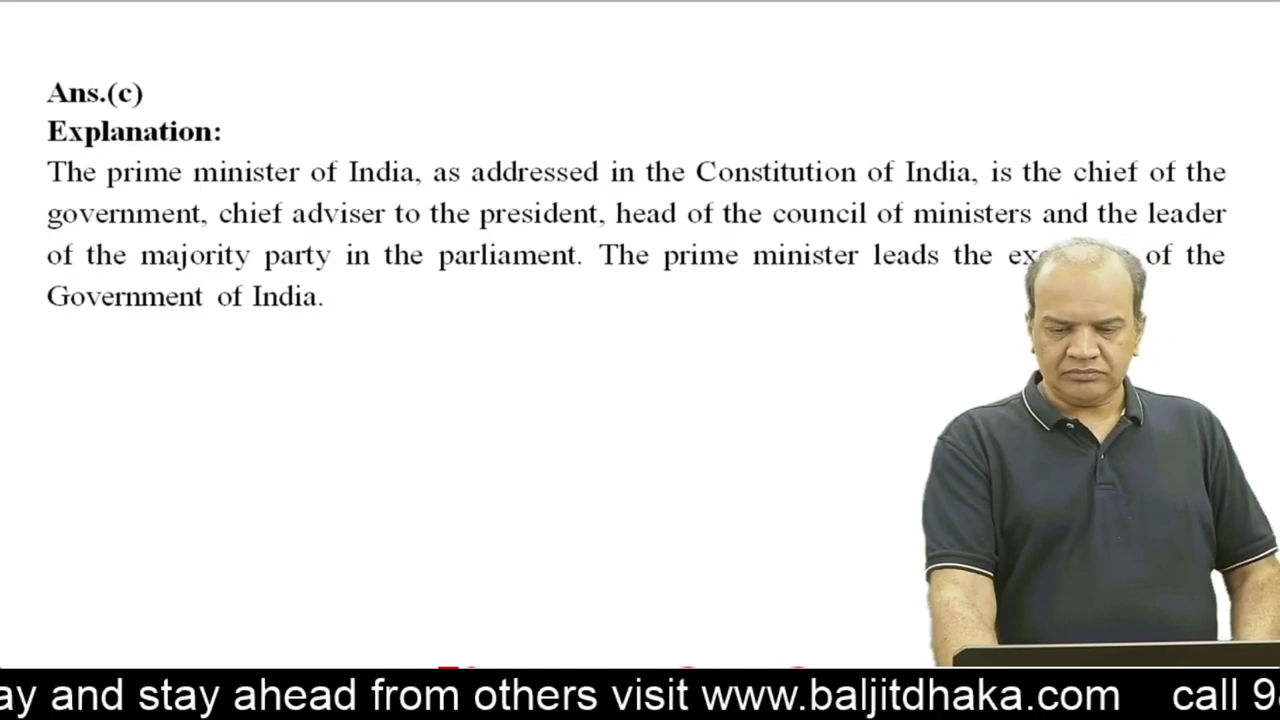 Ans.(c)
Explanation:
The prime minister of India, as addressed in the Constitution of India, is the chief of the
government, chief adviser to the president, head of the council of ministers and the leader
of the majority party in the parliament. The prime minister leads the of the
Government of India.
and stay ahead from others visit www.baljitdhaka.com call